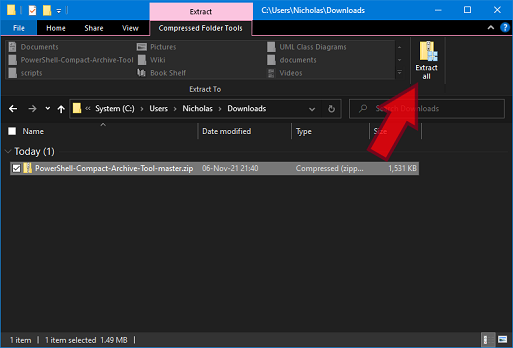 Extract
C:\Users\Nicholas\Downloads
File
Home
Share
View
Compressed Folder Tools
Documents
Pictures
UML Class Diagrams
PowerShell-Compact-Archive-Tool
Wiki
documents
scripts
Book Shelf
Videos
Extract
all
Extract To
System (C:) > Users > Nicholas > Downloads
Downloads
Name
Date modified
Type
Size
Today (1)
PowerShell-Compact-Archive-Tool-master.zip
06-Nov-21 21:40
Compressed (zipp...
1,531 KB
1 item
1 item selected 1.49 MB